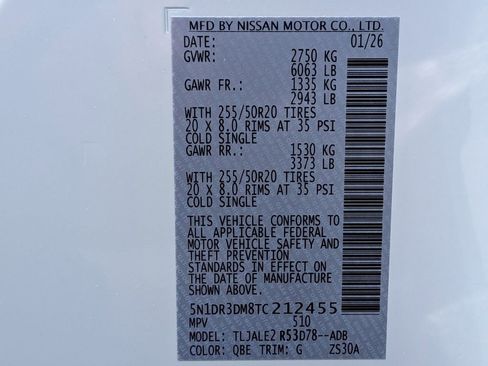 MFD BY NISSAN MOTOR CO., LTD.
DATE: 01/26
GVWR: 2750 KG
6063 LB
GAWR FR.: 1335 KG
2943 LB
WITH 255/50R20 TIRES
20 X 8.0 RIMS AT 35 PSI
COLD SINGLE
GAWR RR.: 1530 KG
3373 LB
WITH 255/50R20 TIRES
20 X 8.0 RIMS AT 35 PSI
COLD SINGLE
THIS VEHICLE CONFORMS TO
ALL APPLICABLE FEDERAL
MOTOR VEHICLE SAFETY AND
THEFT PREVENTION
STANDARDS IN EFFECT ON
THE DATE OF MANUFACTURE
SHOWN ABOVE.
5N1DR3DM8TC212455
MPV 510
MODEL: TLJALE2 R53D78--ADB
COLOR: QBE TRIM: G ZS30A